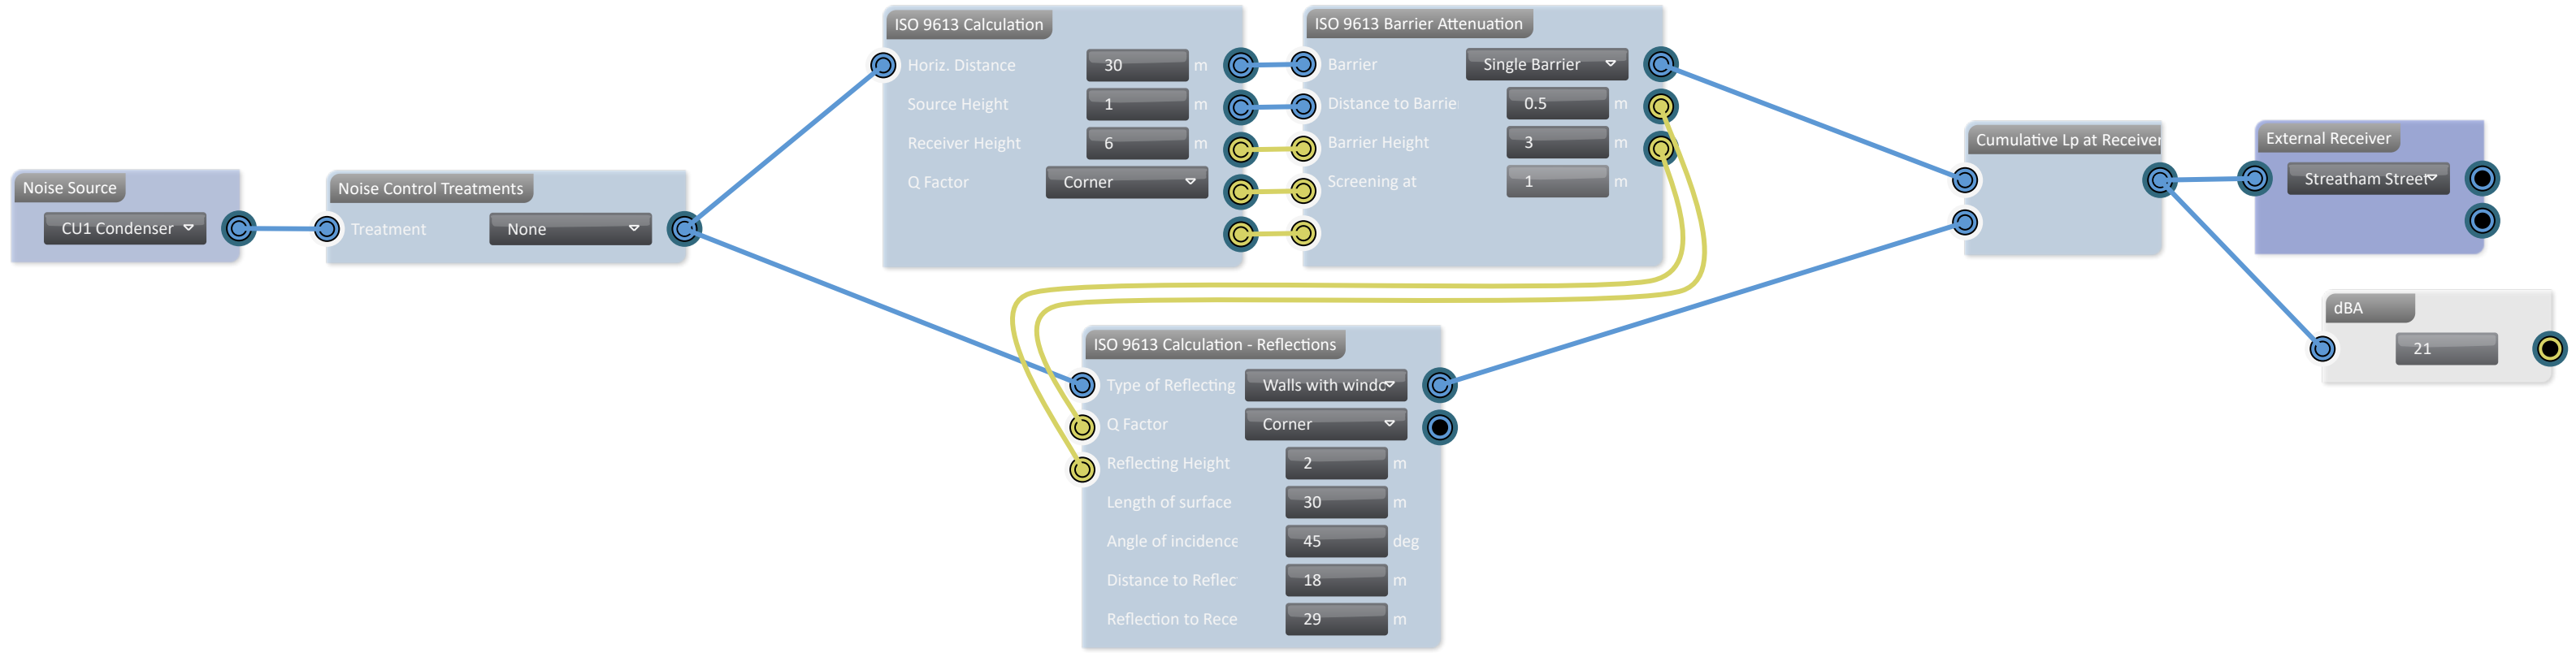 Noise Source
CU1 Condenser
Noise Control Treatments
Treatment None
ISO 9613 Calculation
Horiz. Distance 30 m
Source Height 1 m
Receiver Height 6 m
Q Factor Corner
ISO 9613 Barrier Attenuation
Barrier Single Barrier
Distance to Barrie 0.5 m
Barrier Height 3 m
Screening at 1 m
ISO 9613 Calculation - Reflections
Type of Reflecting Walls with windo
Q Factor Corner
Reflecting Height 2 m
Length of surface 30 m
Angle of incidence 45 deg
Distance to Reflec 18 m
Reflection to Rece 29 m
Cumulative Lp at Receiver
External Receiver
Streatham Street
dBA
21